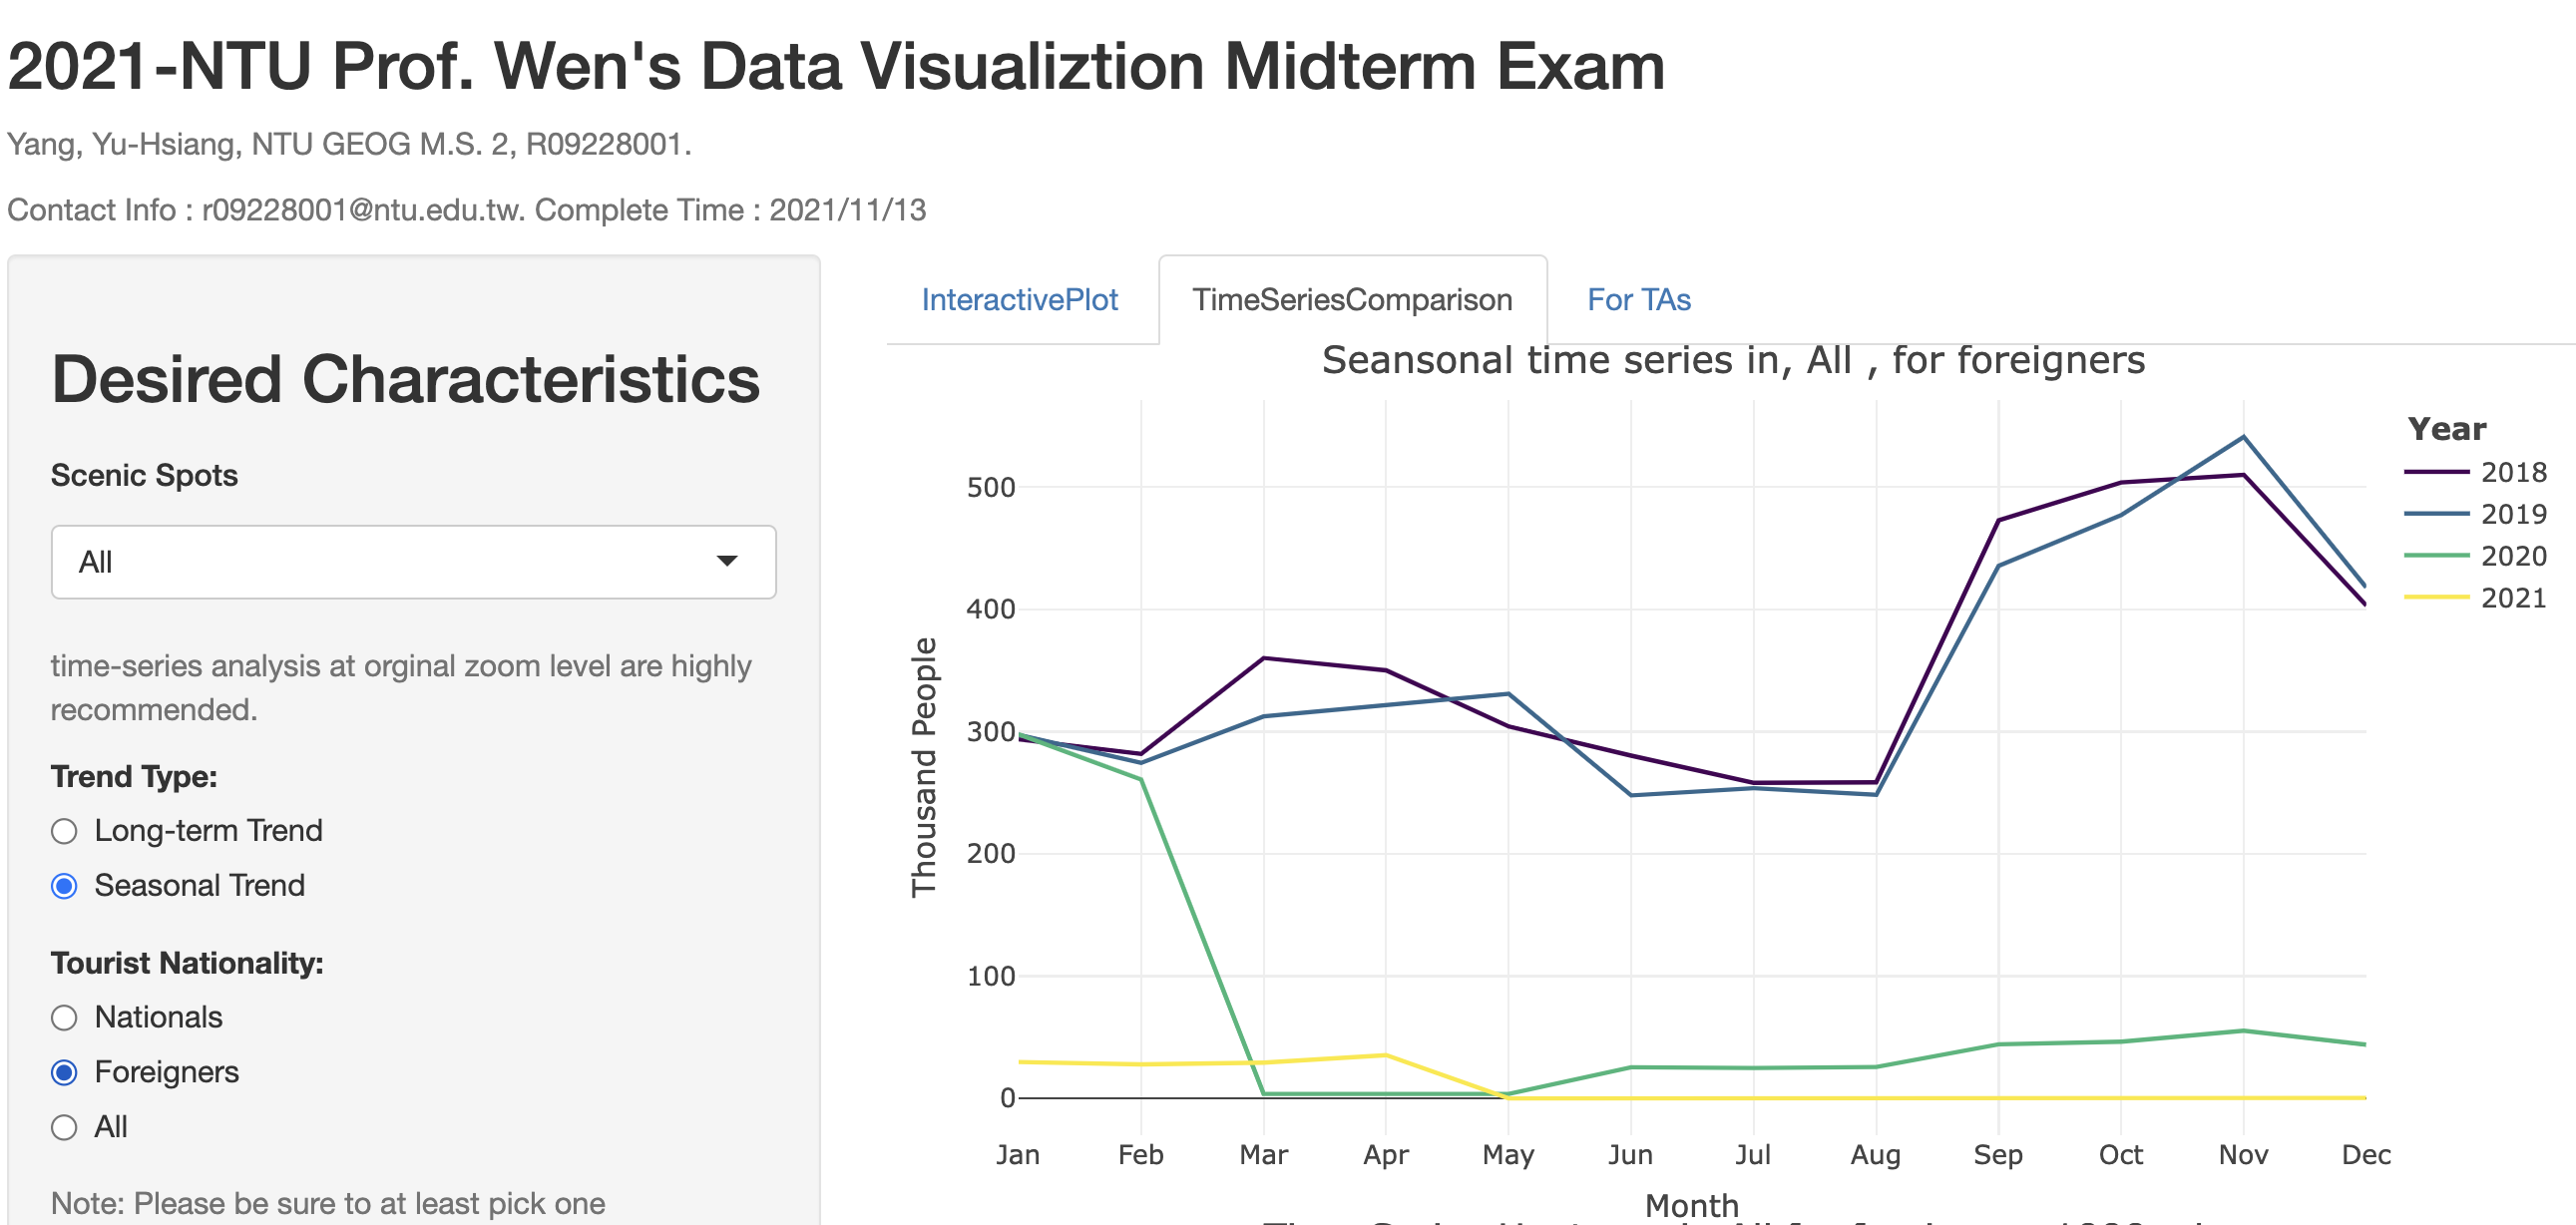 2021-NTU Prof. Wen's Data Visualiztion Midterm Exam
Yang, Yu-Hsiang, NTU GEOG M.S. 2, R09228001.
Contact Info : r09228001@ntu.edu.tw. Complete Time : 2021/11/13
Desired Characteristics
Scenic Spots
All
time-series analysis at orginal zoom level are highly
recommended.
Trend Type:
Long-term Trend
Seasonal Trend
Tourist Nationality:
Nationals
Foreigners
All
Note: Please be sure to at least pick one
InteractivePlot
TimeSeriesComparison
For TAs
Seansonal time series in, All , for foreigners
Thousand People
500
400
300
200
100
0
Jan
Feb
Mar
Apr
May
Jun
Jul
Aug
Sep
Oct
Nov
Dec
Month
Year
2018
2019
2020
2021